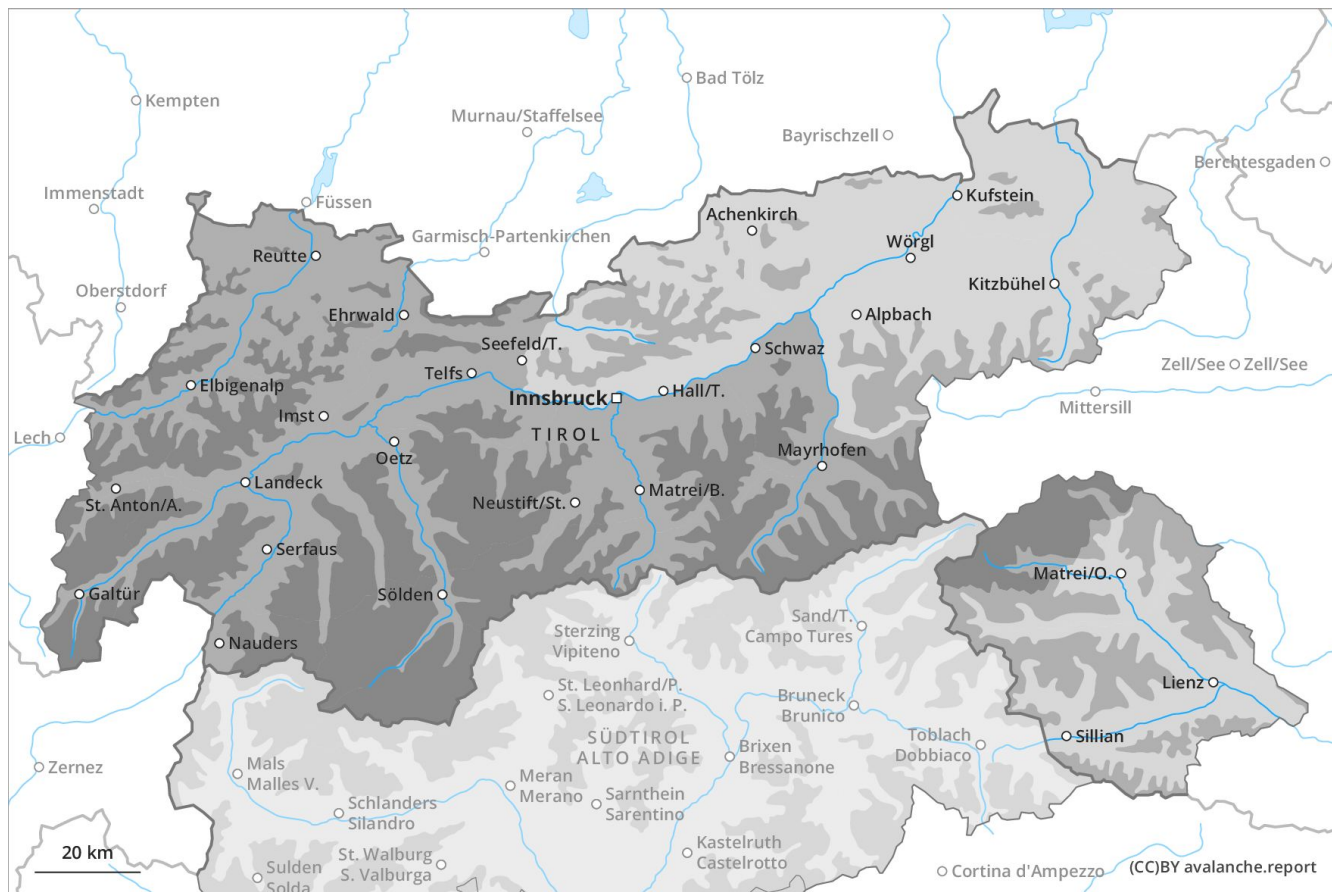 Bad Tölz
Kempten
Murnau/Staffelsee
Bayrischzell
Berchtesgaden
Immenstadt
Füssen
Kufstein
Achenkirch
Garmisch-Partenkirchen
Wörgl
Reutte
Kitzbühel
Oberstdorf
Ehrwald
Alpbach
Seefeld/T.
Schwaz
Telfs
Zell/See
Zell/See
Elbigenalp
Innsbruck
Hall/T.
Mittersill
Imst
TIROL
Lech
Oetz
Mayrhofen
Landeck
Matrei/B.
St. Anton/A.
Neustift/St.
Serfaus
Matrei/O.
Galtür
Sölden
Sand/T.
Campo Tures
Sterzing
Vipiteno
Nauders
Lienz
St. Leonhard/P.
S. Leonardo i. P.
Bruneck
Brunico
SÜDTIROL
ALTO ADIGE
Sillian
Toblach
Dobbiaco
Brixen
Bressanone
Zernez
Mals
Malles V.
Meran
Merano
Sarnthein
Sarentino
Schlanders
Silandro
Kastelruth
Castelrotto
20 km
St. Walburg
S. Valburga
Sulden
Solda
Cortina d'Ampezzo
(CC)BY avalanche.report